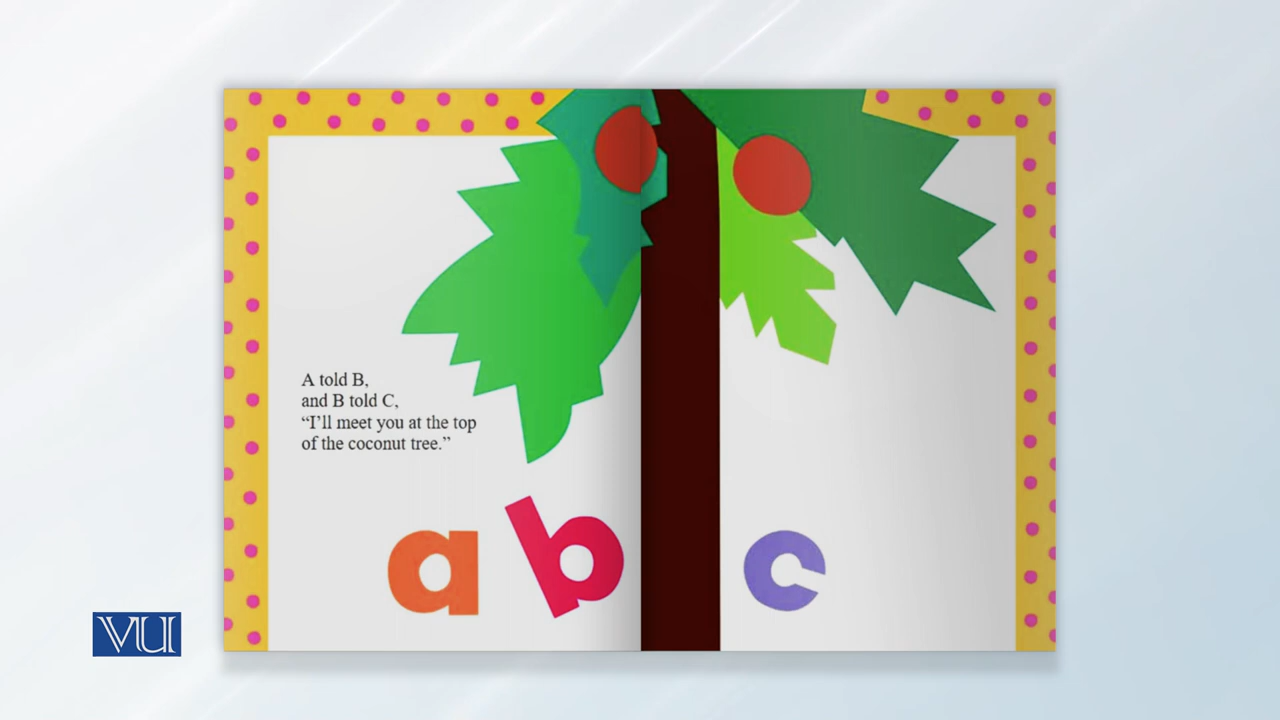 A told B,
and B told C,
“I’ll meet you at the top
of the coconut tree.”
a b c
VU